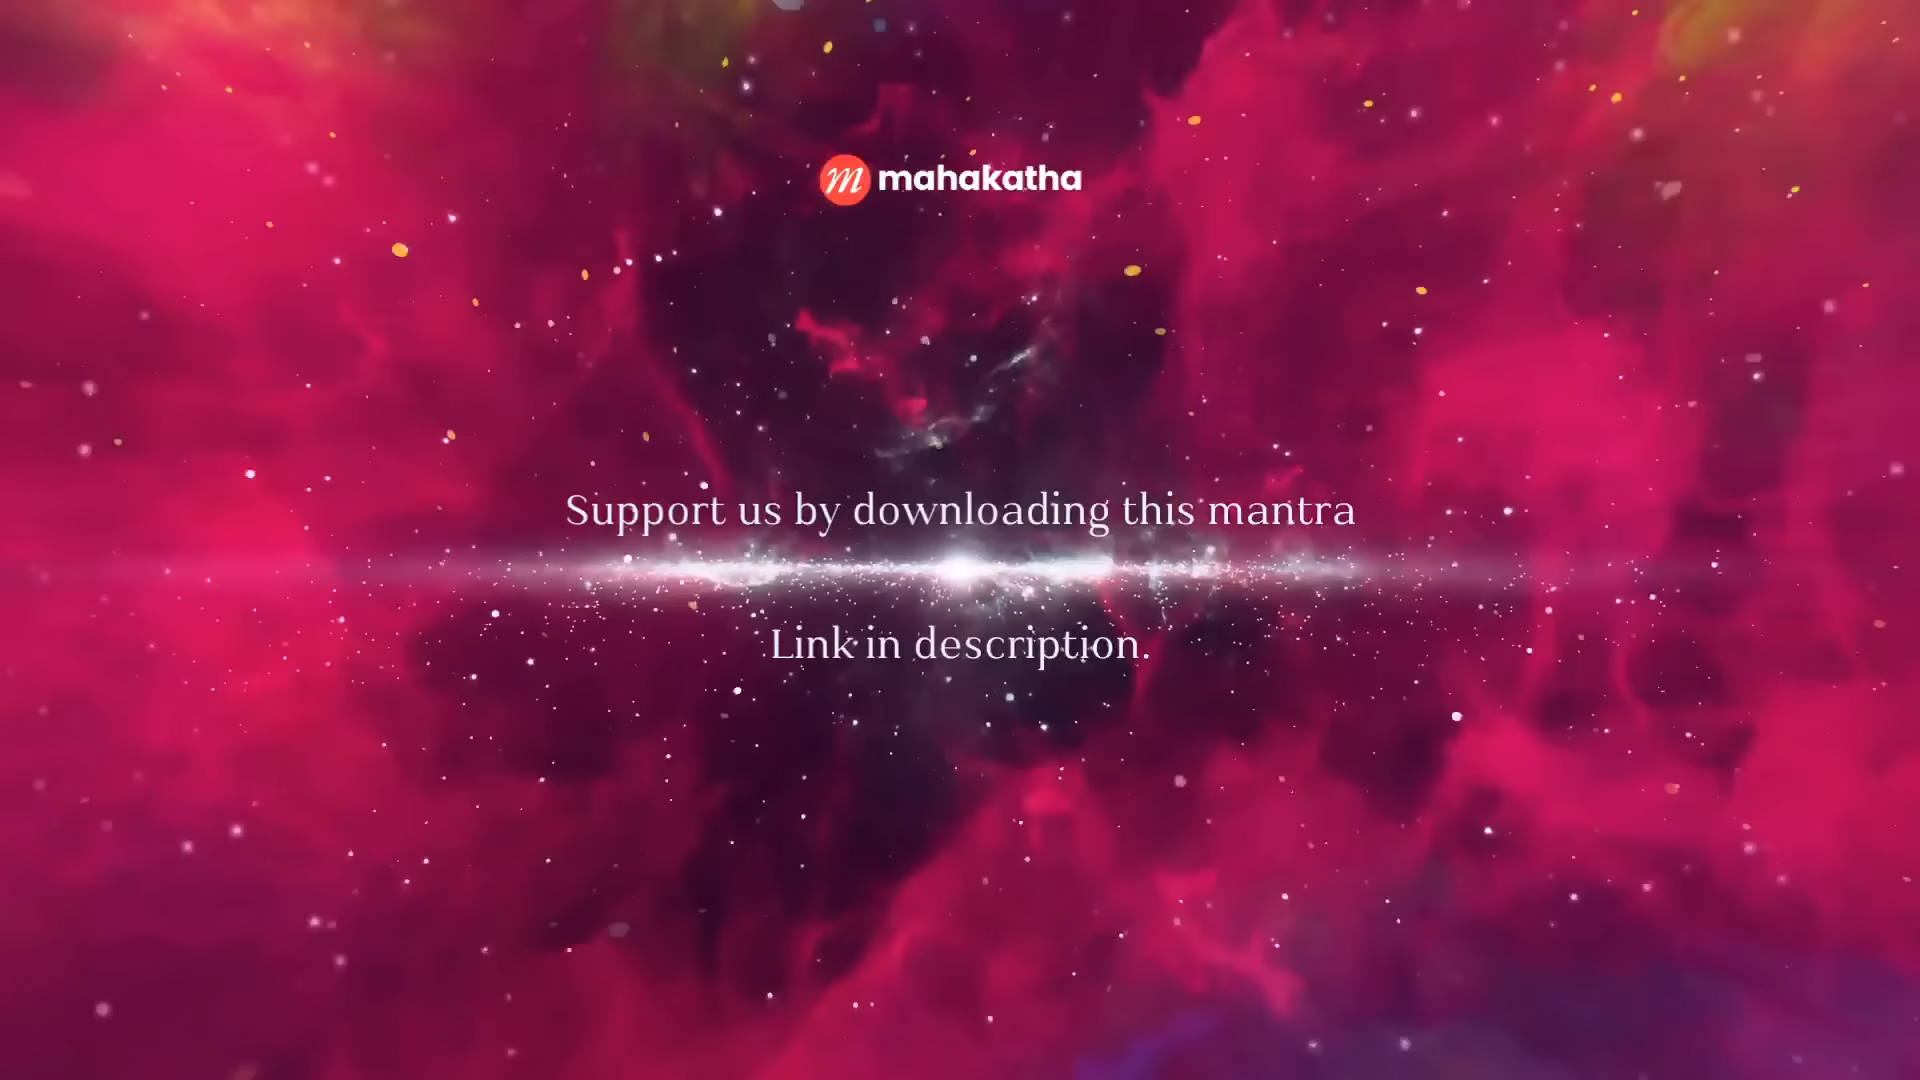 mahakatha
Support us by downloading this mantra
Link in description.